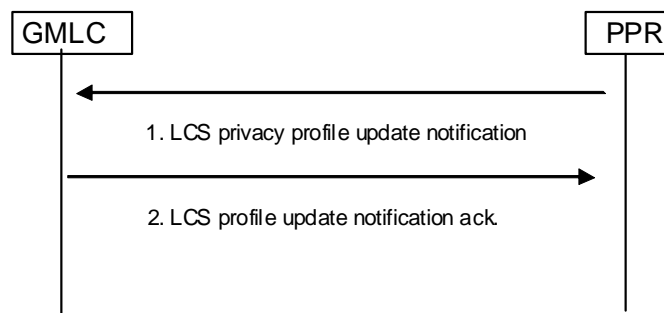 GMLC
PPR
1. LCS privacy profile update notification
2. LCS profile update notification ack.